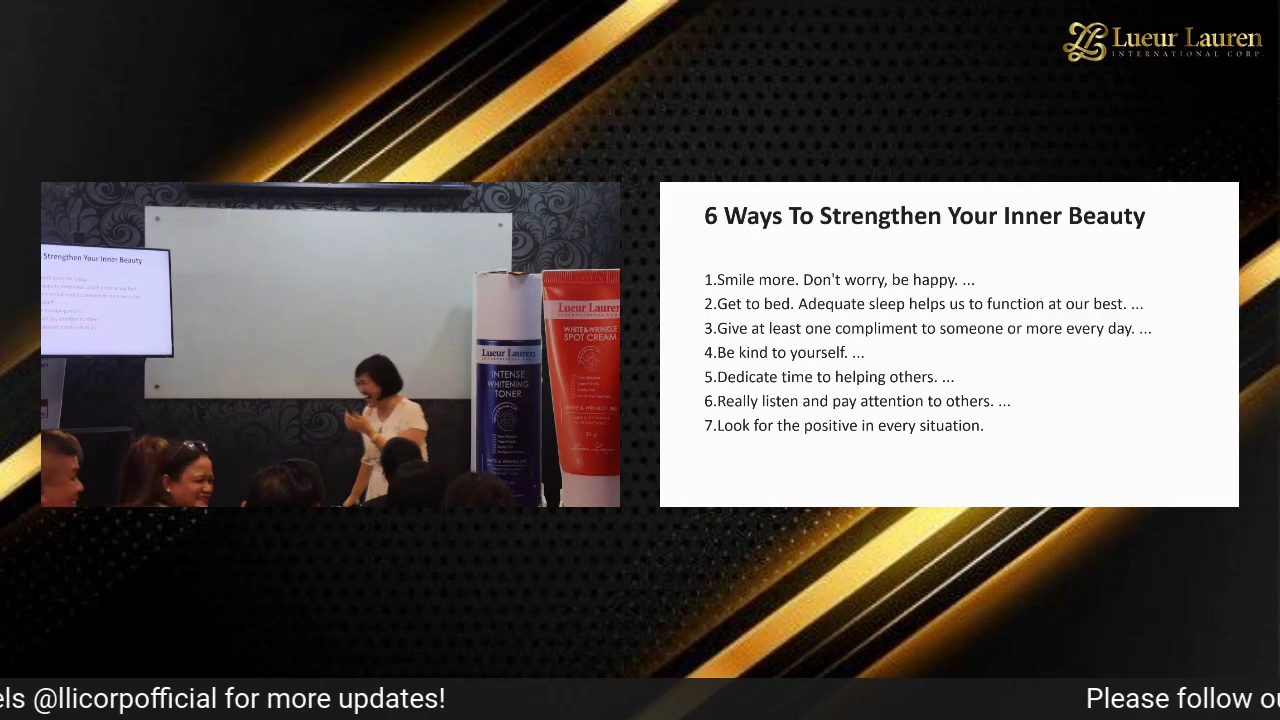 Lueur Lauren
INTERNATIONAL CORP.
Strengthen Your Inner Beauty
Lueur Lauren
INTENSE
WHITENING
TONER
Lueur Lauren
WHITE&WRINKLE
SPOT CREAM
6 Ways To Strengthen Your Inner Beauty
1.Smile more. Don't worry, be happy. ...
2.Get to bed. Adequate sleep helps us to function at our best. ...
3.Give at least one compliment to someone or more every day. ...
4.Be kind to yourself. ...
5.Dedicate time to helping others. ...
6.Really listen and pay attention to others. ...
7.Look for the positive in every situation.
els @llicorpofficial for more updates!
Please follow ou